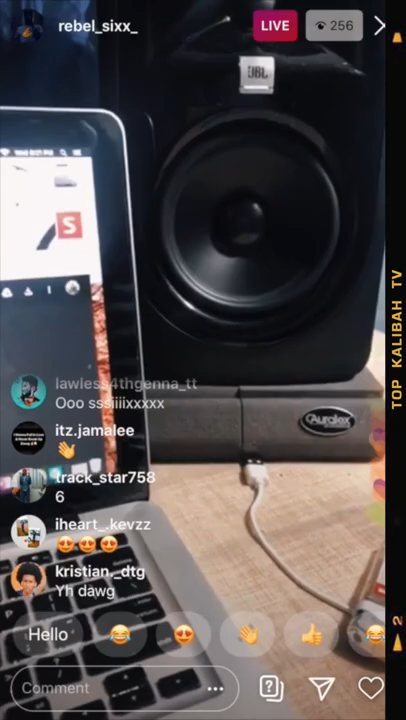 rebel_sixx_
LIVE
256
JBL
S
TOP KALIBAH TV
lawless4thgenna_tt
Ooo sssiiiixxxxx
Auralex
itz.jamalee
👋
track_star758
6
iheart_.kevzz
😍😍😍
kristian._dtg
Yh dawg
Hello 😂 😍 👋 👍 😂
2
Comment